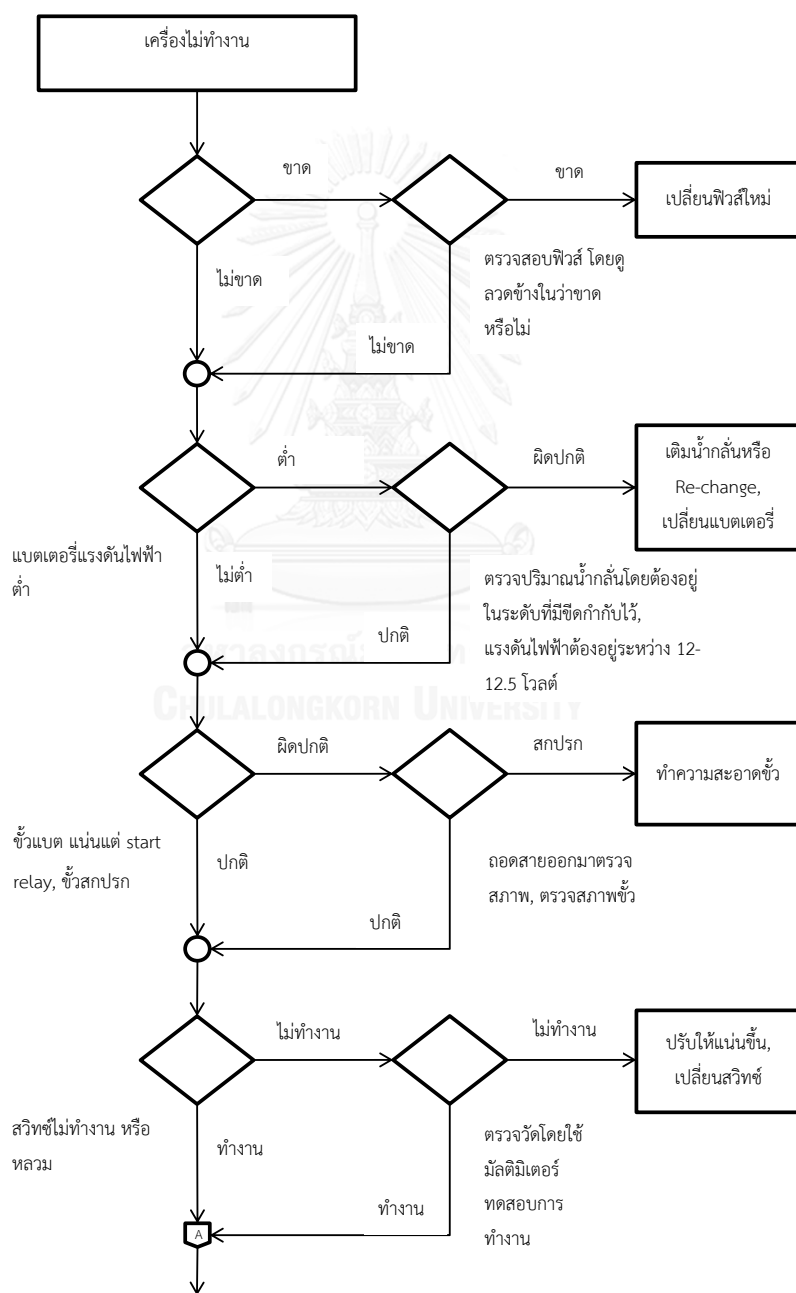 เครื่องไม่ทำงาน
ขาด
ขาด
เปลี่ยนฟิวส์ใหม่
ไม่ขาด
ตรวจสอบฟิวส์ โดยดู
ลวดข้างในว่าขาด
หรือไม่
ไม่ขาด
ต่ำ
ผิดปกติ
เติมน้ำกลั่นหรือ
Re-change,
เปลี่ยนแบตเตอรี่
แบตเตอรี่แรงดันไฟฟ้า
ต่ำ
ไม่ต่ำ
ตรวจปริมาณน้ำกลั่นโดยต้องอยู่
ในระดับที่มีขีดกำกับไว้,
แรงดันไฟฟ้าต้องอยู่ระหว่าง 12-
12.5 โวลต์
ปกติ
CHULALONGKORN UNIVERSITY
ผิดปกติ
สกปรก
ทำความสะอาดขั้ว
ขั้วแบต แน่นแต่ start
relay, ขั้วสกปรก
ปกติ
ถอดสายออกมาตรวจ
สภาพ, ตรวจสภาพขั้ว
ปกติ
ไม่ทำงาน
ไม่ทำงาน
ปรับให้แน่นขึ้น,
เปลี่ยนสวิทซ์
สวิทซ์ไม่ทำงาน หรือ
หลวม
ทำงาน
ตรวจวัดโดยใช้
มัลติมิเตอร์
ทดสอบการ
ทำงาน
ทำงาน
A